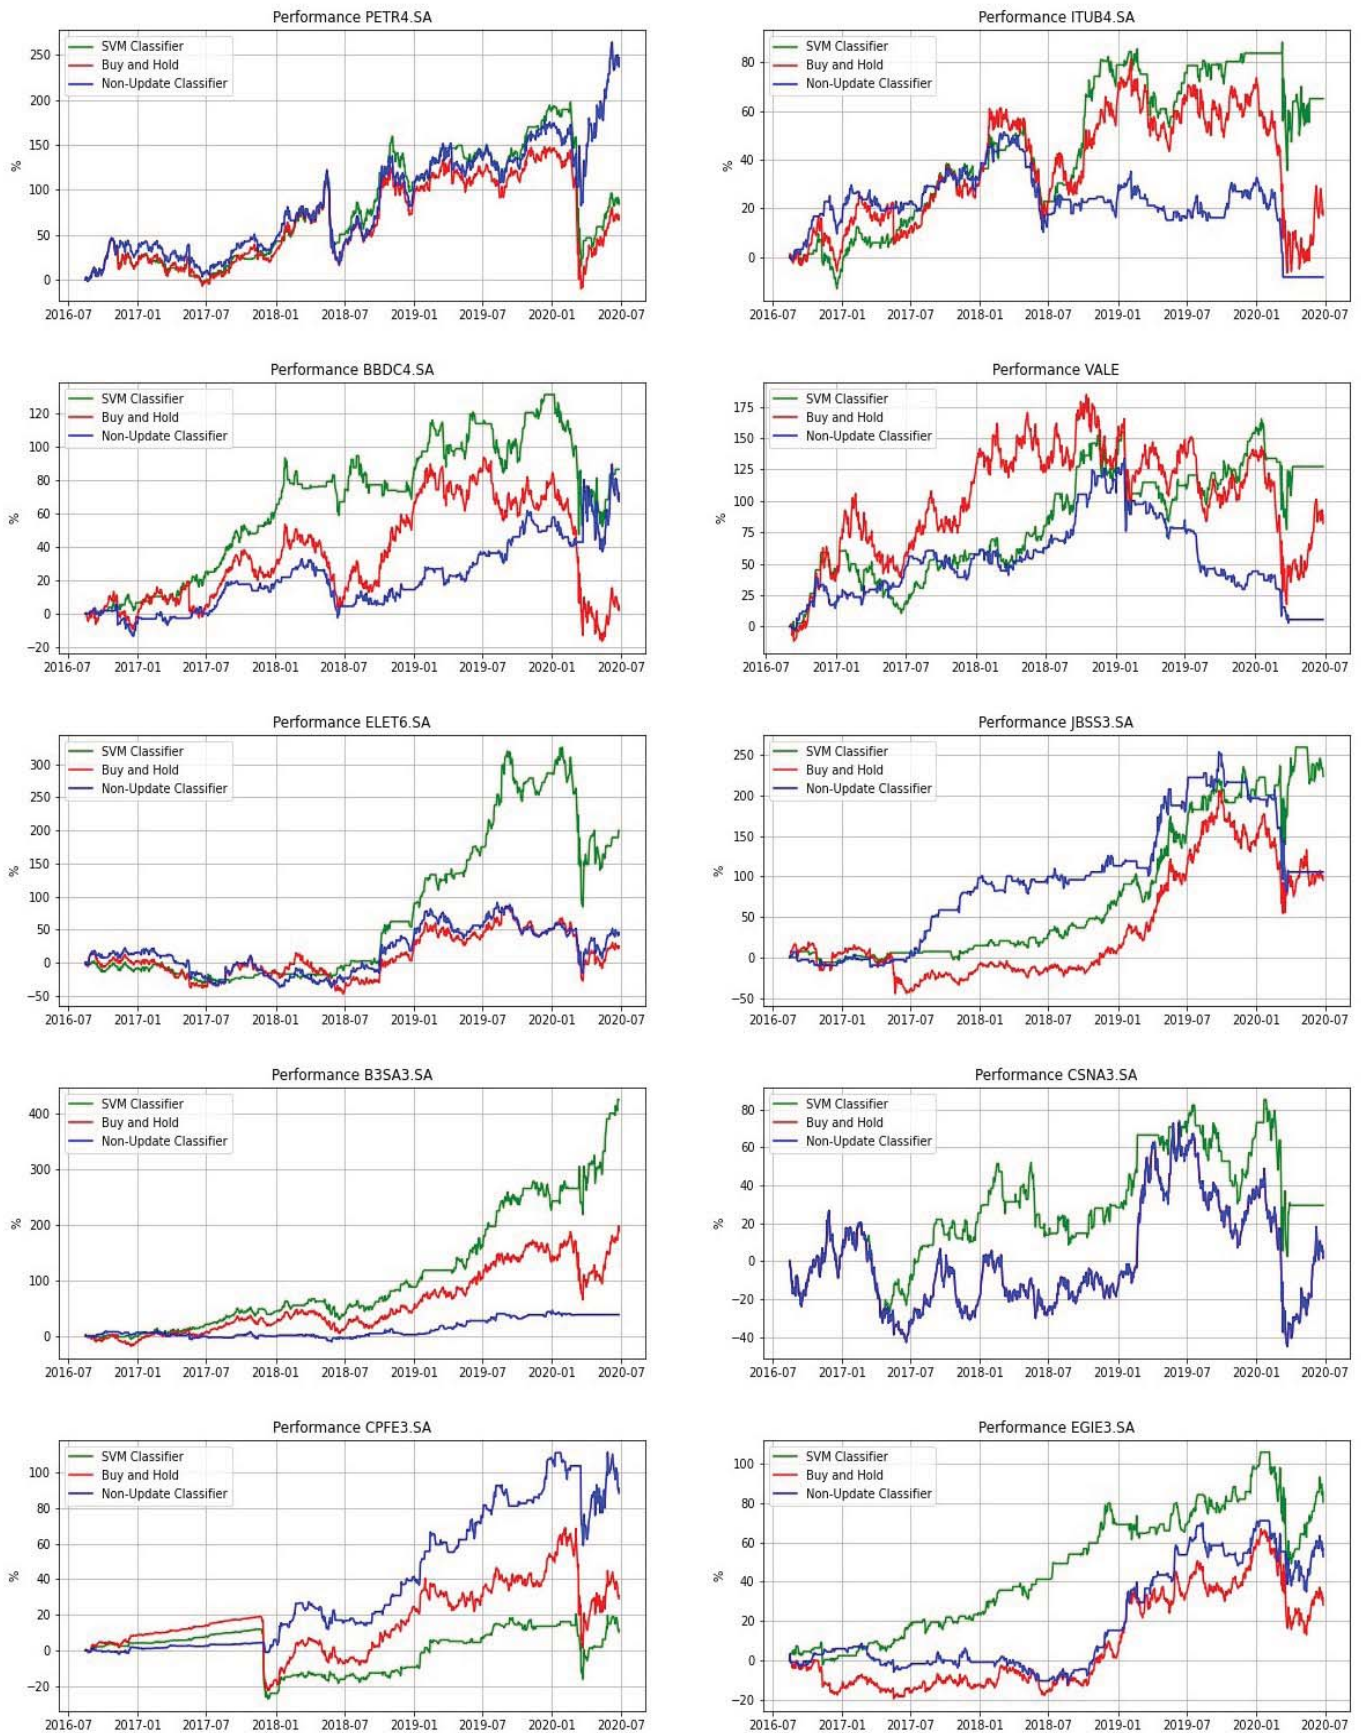 Performance PETR4.SA
SVM Classifier
Buy and Hold
Non-Update Classifier
%
250
200
150
100
50
0
2016-07 2017-01 2017-07 2018-01 2018-07 2019-01 2019-07 2020-01 2020-07
Performance ITUB4.SA
SVM Classifier
Buy and Hold
Non-Update Classifier
%
80
60
40
20
0
2016-07 2017-01 2017-07 2018-01 2018-07 2019-01 2019-07 2020-01 2020-07
Performance BBDC4.SA
SVM Classifier
Buy and Hold
Non-Update Classifier
%
120
100
80
60
40
20
0
−20
2016-07 2017-01 2017-07 2018-01 2018-07 2019-01 2019-07 2020-01 2020-07
Performance VALE
SVM Classifier
Buy and Hold
Non-Update Classifier
%
175
150
125
100
75
50
25
0
2016-07 2017-01 2017-07 2018-01 2018-07 2019-01 2019-07 2020-01 2020-07
Performance ELET6.SA
SVM Classifier
Buy and Hold
Non-Update Classifier
%
300
250
200
150
100
50
0
−50
2016-07 2017-01 2017-07 2018-01 2018-07 2019-01 2019-07 2020-01 2020-07
Performance JBSS3.SA
SVM Classifier
Buy and Hold
Non-Update Classifier
%
250
200
150
100
50
0
−50
2016-07 2017-01 2017-07 2018-01 2018-07 2019-01 2019-07 2020-01 2020-07
Performance B3SA3.SA
SVM Classifier
Buy and Hold
Non-Update Classifier
%
400
300
200
100
0
2016-07 2017-01 2017-07 2018-01 2018-07 2019-01 2019-07 2020-01 2020-07
Performance CSNA3.SA
SVM Classifier
Buy and Hold
Non-Update Classifier
%
80
60
40
20
0
−20
−40
2016-07 2017-01 2017-07 2018-01 2018-07 2019-01 2019-07 2020-01 2020-07
Performance CPFE3.SA
SVM Classifier
Buy and Hold
Non-Update Classifier
%
100
80
60
40
20
0
−20
2016-07 2017-01 2017-07 2018-01 2018-07 2019-01 2019-07 2020-01 2020-07
Performance EGIE3.SA
SVM Classifier
Buy and Hold
Non-Update Classifier
%
100
80
60
40
20
0
−20
2016-07 2017-01 2017-07 2018-01 2018-07 2019-01 2019-07 2020-01 2020-07